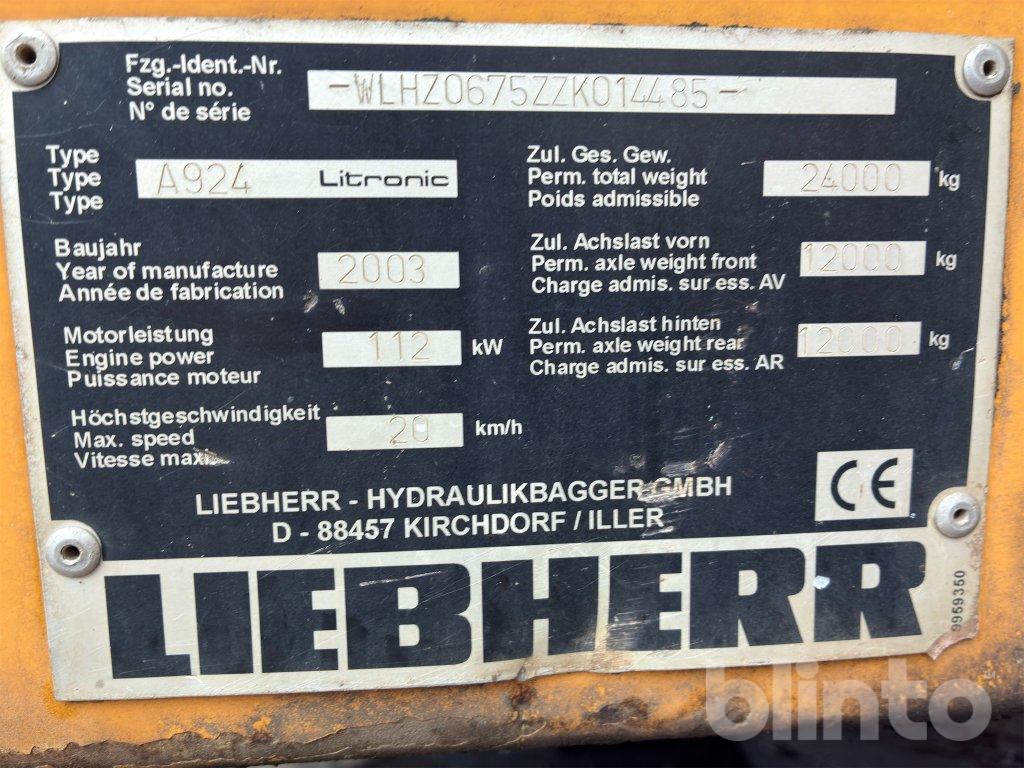 Fzg.-Ident.-Nr.
Serial no.
N° de série
-WLHZ0675ZZK014485-
Type
Type
Type
A924 Litronic
Baujahr
Year of manufacture
Année de fabrication
2003
Motorleistung
Engine power
Puissance moteur
112 kW
Höchstgeschwindigkeit
Max. speed
Vitesse maxi
20 km/h
Zul. Ges. Gew.
Perm. total weight
Poids admissible
24000 kg
Zul. Achslast vorn
Perm. axle weight front
Charge admis. sur ess. AV
12000 kg
Zul. Achslast hinten
Perm. axle weight rear
Charge admis. sur ess. AR
12000 kg
CE
LIEBHERR - HYDRAULIKBAGGER GMBH
D - 88457 KIRCHDORF / ILLER
LIEBHERR
9959350
blinto